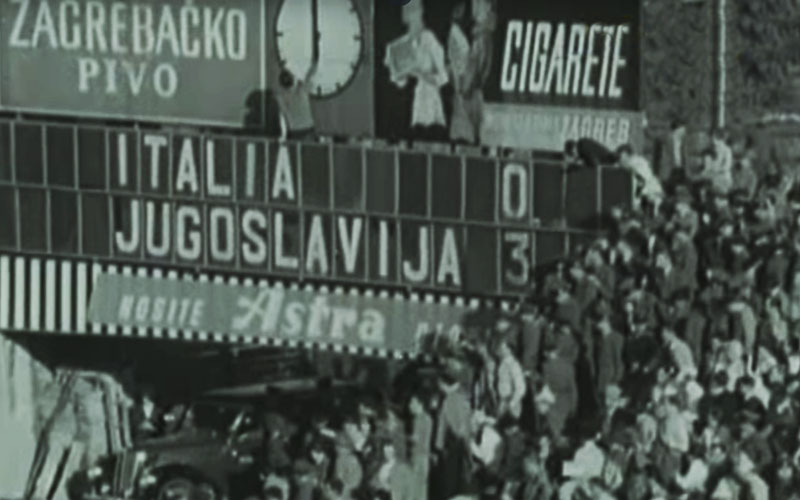 ZAGREBAČKO
PIVO
CIGARETE
ZAGREB
ITALIA 0
JUGOSLAVIJA 3
NOSITE Astra